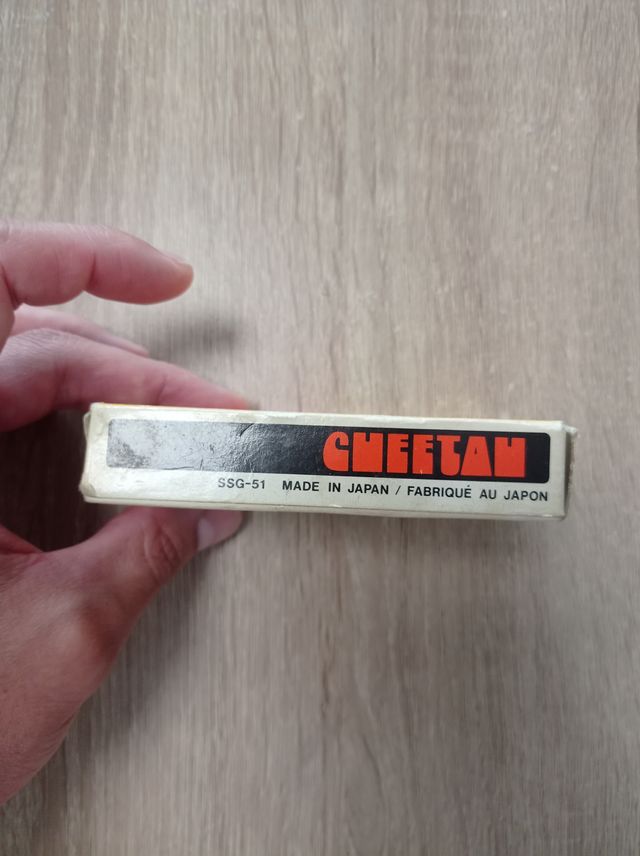 CHEETAH
SSG-51 MADE IN JAPAN / FABRIQUÉ AU JAPON